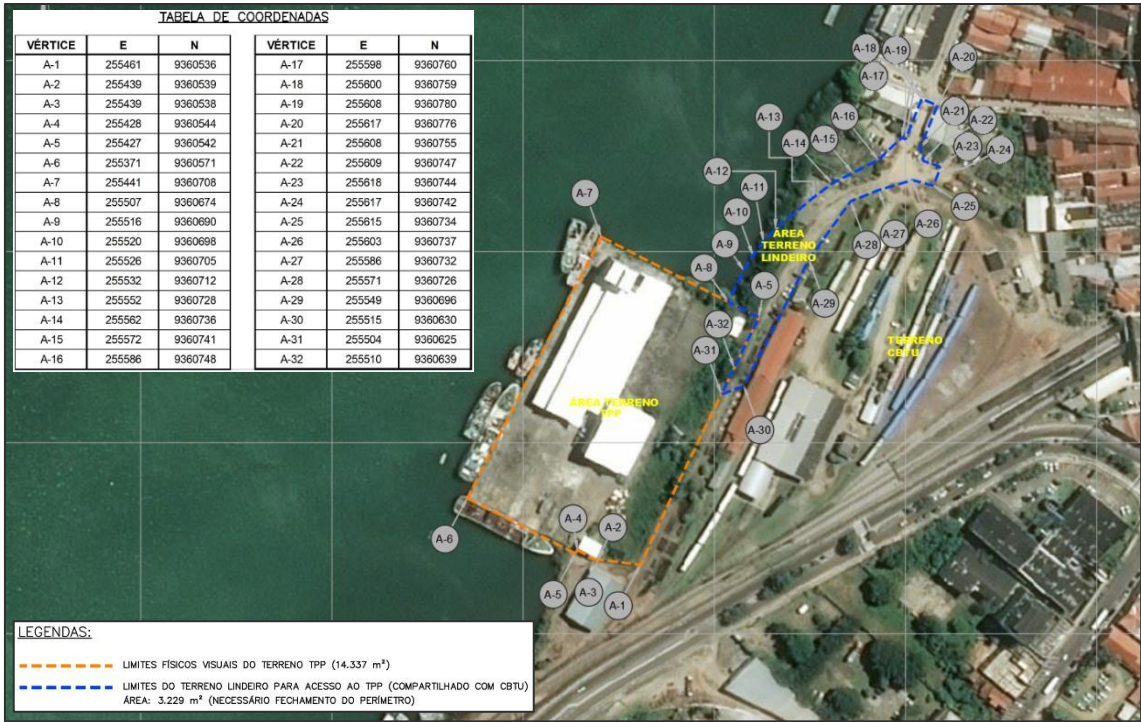 TABELA DE COORDENADAS
VÉRTICE E N
A-1 255461 9360536
A-2 255439 9360539
A-3 255439 9360538
A-4 255428 9360544
A-5 255427 9360542
A-6 255371 9360571
A-7 255441 9360708
A-8 255507 9360674
A-9 255516 9360690
A-10 255520 9360698
A-11 255526 9360705
A-12 255532 9360712
A-13 255552 9360728
A-14 255562 9360736
A-15 255572 9360741
A-16 255586 9360748
VÉRTICE E N
A-17 255598 9360760
A-18 255600 9360759
A-19 255608 9360780
A-20 255617 9360776
A-21 255608 9360755
A-22 255609 9360747
A-23 255618 9360744
A-24 255617 9360742
A-25 255615 9360734
A-26 255603 9360737
A-27 255586 9360732
A-28 255571 9360726
A-29 255549 9360696
A-30 255515 9360630
A-31 255504 9360625
A-32 255510 9360639
A-18
A-19
A-20
A-17
A-21
A-22
A-16
A-13
A-15
A-14
A-23
A-24
A-12
A-11
A-10
A-9
A-8
A-7
A-25
A-26
A-27
A-28
ÁREA
TERRENO
LINDEIRO
A-5
A-29
A-32
A-31
TERRENO
CBTU
ÁREA TERRENO
TPP
A-30
A-4
A-2
A-6
A-5
A-3
A-1
LEGENDAS:
LIMITES FÍSICOS VISUAIS DO TERRENO TPP (14.337 m²)
LIMITES DO TERRENO LINDEIRO PARA ACESSO AO TPP (COMPARTILHADO COM CBTU)
ÁREA: 3.229 m² (NECESSÁRIO FECHAMENTO DO PERÍMETRO)